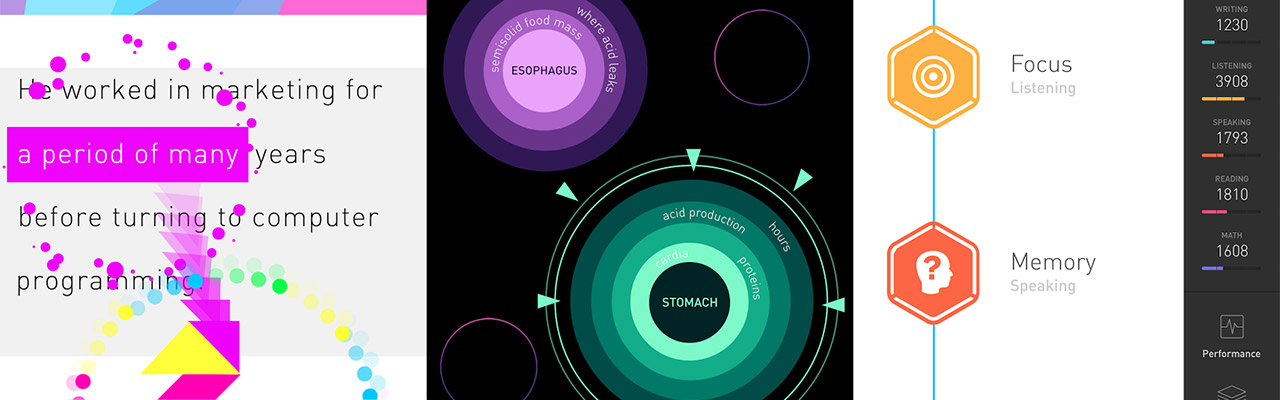 He worked in marketing for
a period of many years
before turning to computer
programming.
semisolid food mass
where acid leaks
ESOPHAGUS
acid production
hours
cardia
proteins
STOMACH
Focus
Listening
Memory
Speaking
WRITING
1230
LISTENING
3908
SPEAKING
1793
READING
1810
MATH
1608
Performance